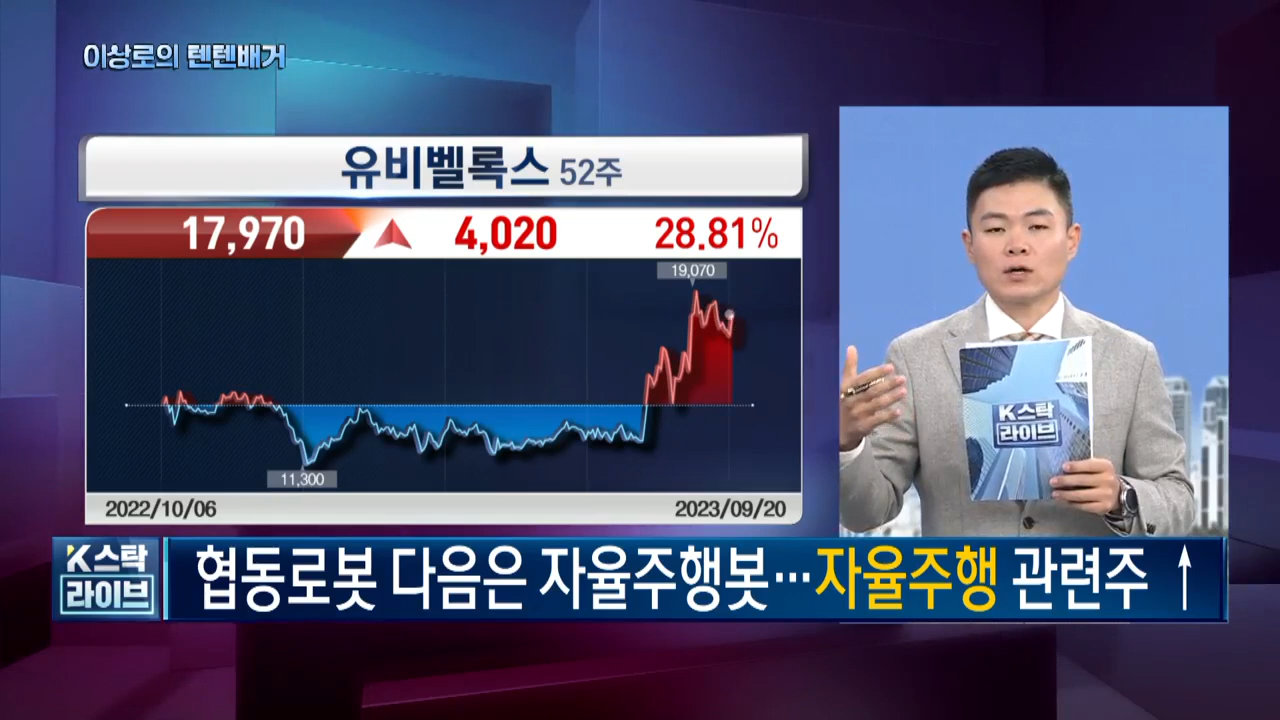 이상로의 텐텐배거
유비벨록스 52주
17,970 ▲ 4,020 28.81%
19,070
11,300
2022/10/06 2023/09/20
K스탁
라이브
K스탁
라이브
협동로봇 다음은 자율주행봇…자율주행 관련주 ↑